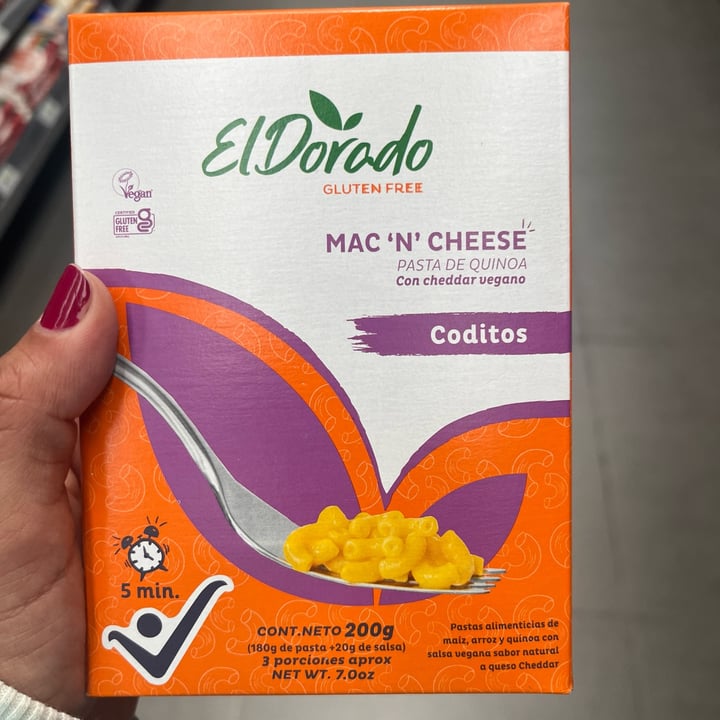 ElDorado
GLUTEN FREE
Vegan
CERTIFIED
GLUTEN
FREE
MAC ‘N’ CHEESE
PASTA DE QUINOA
Con cheddar vegano
Coditos
5 min.
CONT.NETO 200g
(180g de pasta +20g de salsa)
3 porciones aprox
NET WT. 7.0oz
Pastas alimenticias de
maíz, arroz y quinoa con
salsa vegana sabor natural
a queso Cheddar